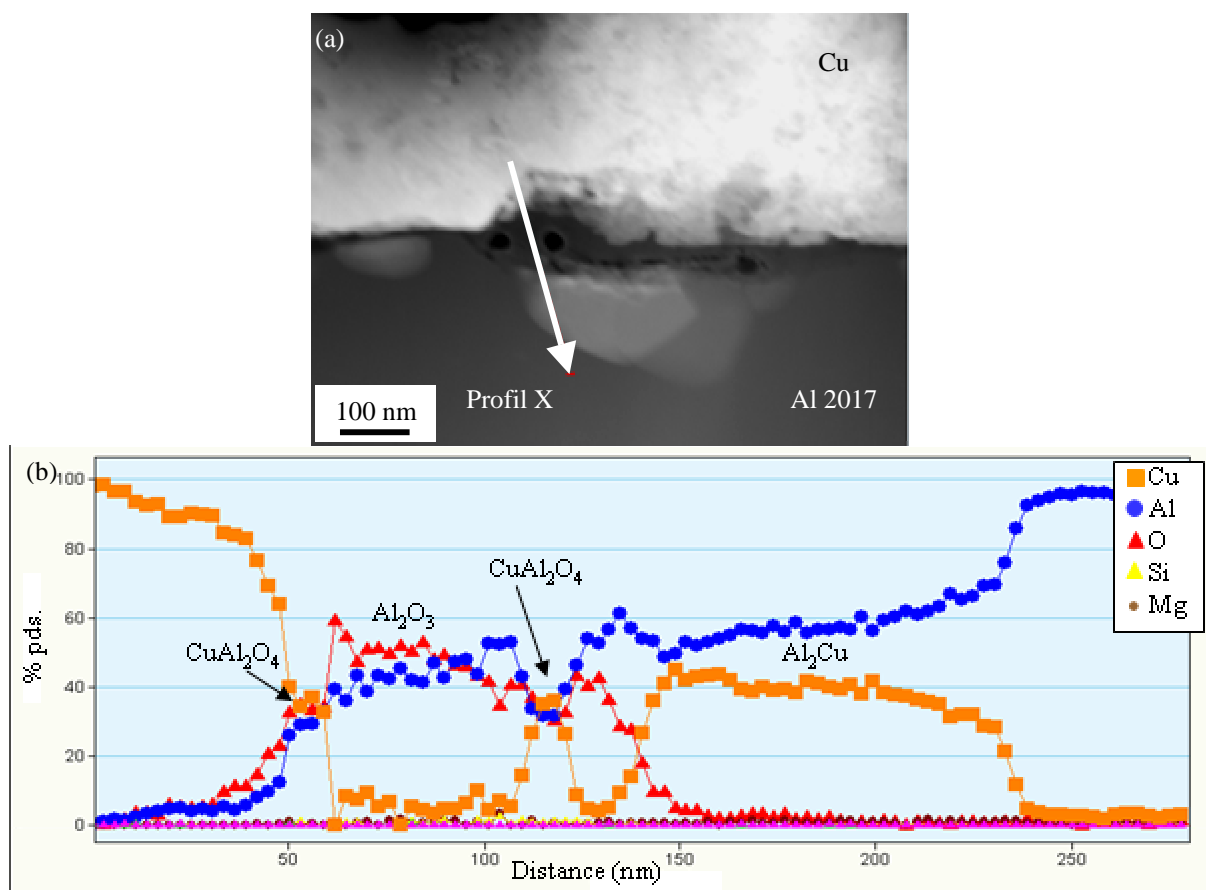 (a)
Cu
Profil X
Al 2017
100 nm
(b)
100
80
60
40
20
0
% pds.
CuAl₂O₄
Al₂O₃
CuAl₂O₄
Al₂Cu
Cu
Al
O
Si
Mg
50
100
150
200
250
Distance (nm)